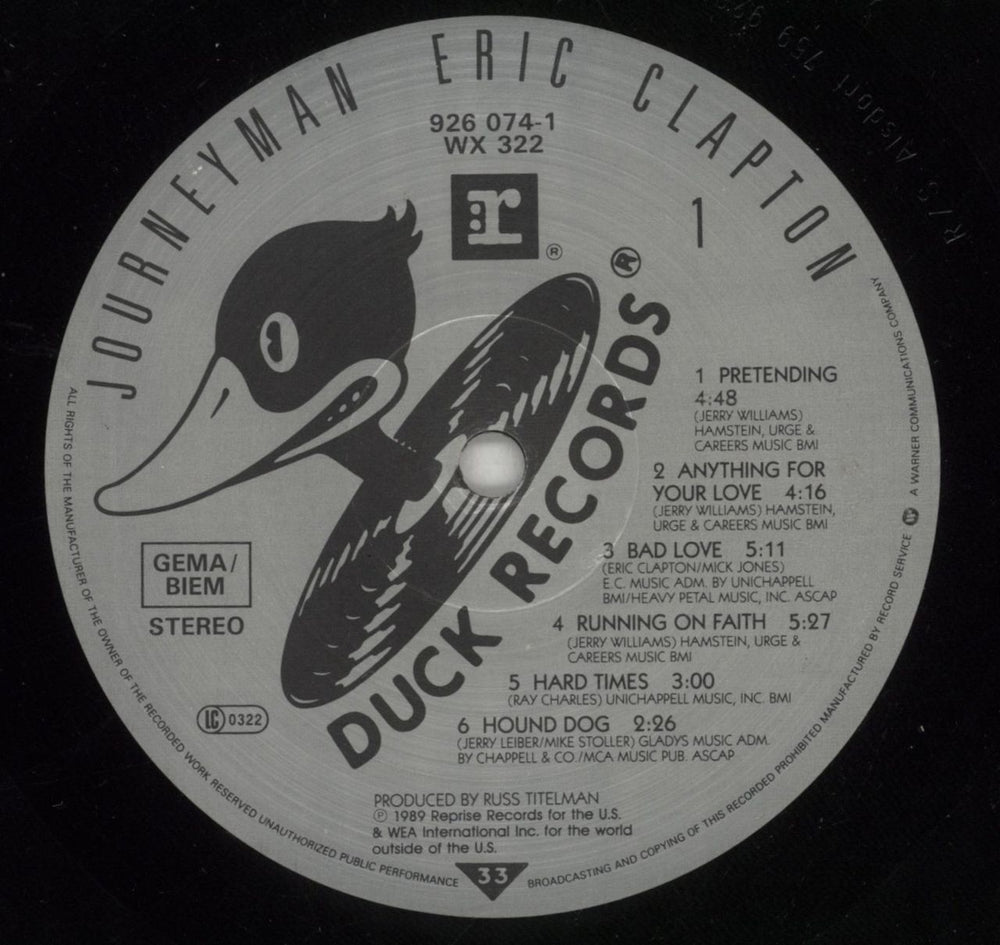 JOURNEYMAN ERIC CLAPTON
926 074-1
WX 322
r
®
1
DUCK RECORDS®
1 PRETENDING
4:48
(JERRY WILLIAMS)
HAMSTEIN, URGE &
CAREERS MUSIC BMI
2 ANYTHING FOR
YOUR LOVE 4:16
(JERRY WILLIAMS) HAMSTEIN,
URGE & CAREERS MUSIC BMI
3 BAD LOVE 5:11
(ERIC CLAPTON/MICK JONES)
E.C. MUSIC ADM. BY UNICHAPPELL
BMI/HEAVY PETAL MUSIC, INC. ASCAP
4 RUNNING ON FAITH 5:27
(JERRY WILLIAMS) HAMSTEIN, URGE &
CAREERS MUSIC BMI
5 HARD TIMES 3:00
(RAY CHARLES) UNICHAPPELL MUSIC, INC. BMI
6 HOUND DOG 2:26
(JERRY LEIBER/MIKE STOLLER) GLADYS MUSIC ADM.
BY CHAPPELL & CO./MCA MUSIC PUB. ASCAP
GEMA/
BIEM
STEREO
LC 0322
PRODUCED BY RUSS TITELMAN
℗ 1989 Reprise Records for the U.S.
& WEA International Inc. for the world
outside of the U.S.
33
ALL RIGHTS OF THE MANUFACTURER OF THE OWNER OF THE RECORDED WORK RESERVED UNAUTHORIZED PUBLIC PERFORMANCE BROADCASTING AND COPYING OF THIS RECORDED PROHIBITED MANUFACTURED BY RECORD SERVICE A WARNER COMMUNICATIONS COMPANY
R/S Alsdorf